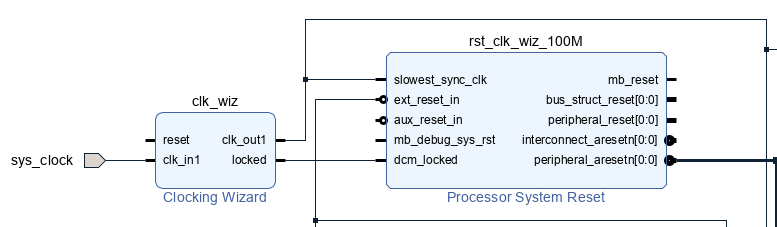 rst_clk_wiz_100M
slowest_sync_clk
mb_reset
clk_wiz
ext_reset_in
bus_struct_reset[0:0]
aux_reset_in
peripheral_reset[0:0]
reset
clk_out1
mb_debug_sys_rst
interconnect_aresetn[0:0]
sys_clock
clk_in1
locked
dcm_locked
peripheral_aresetn[0:0]
Clocking Wizard
Processor System Reset